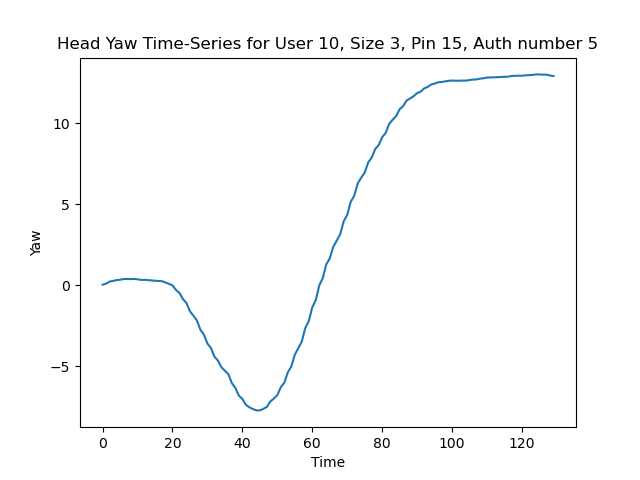 Head Yaw Time-Series for User 10, Size 3, Pin 15, Auth number 5
Yaw
10
5
0
−5
0 20 40 60 80 100 120
Time